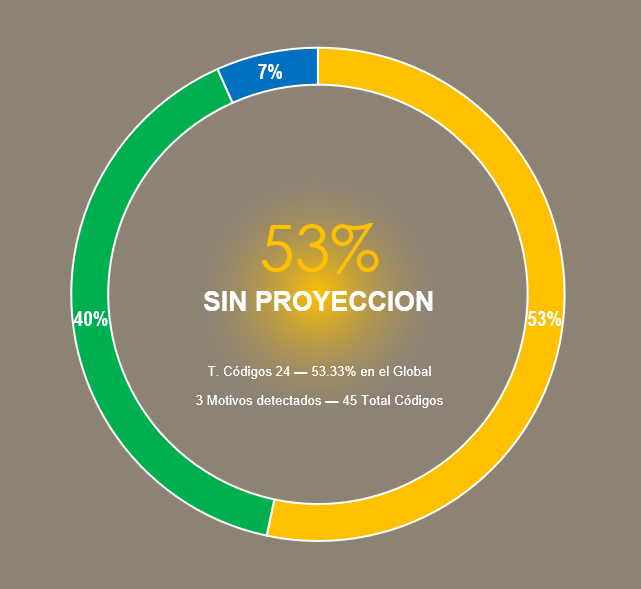 7%
53%
SIN PROYECCION
40%
53%
T. Códigos 24 — 53.33% en el Global
3 Motivos detectados — 45 Total Códigos